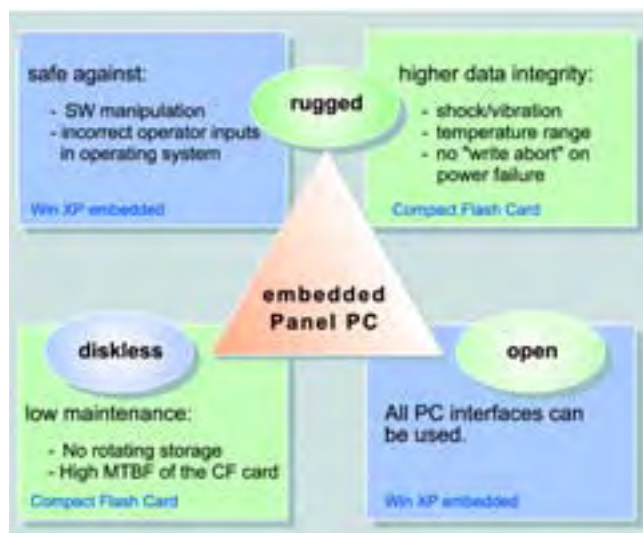 safe against:
- SW manipulation
- incorrect operator inputs
in operating system
Win XP embedded
rugged
higher data integrity:
- shock/vibration
- temperature range
- no "write abort" on
power failure
Compact Flash Card
embedded
Panel PC
diskless
low maintenance:
- No rotating storage
- High MTBF of the CF card
Compact Flash Card
open
All PC interfaces can
be used.
Win XP embedded